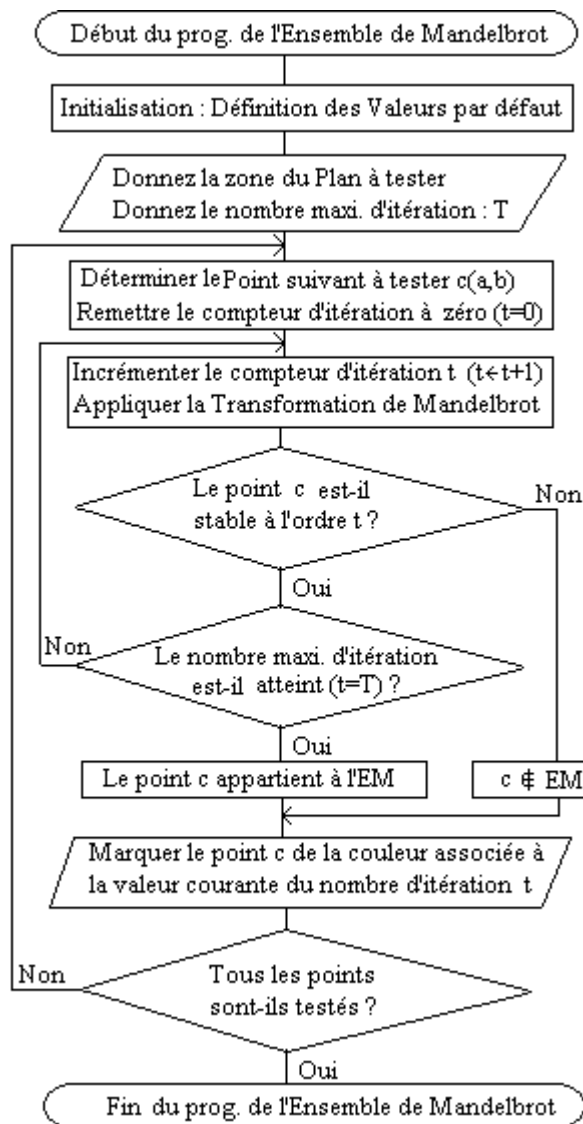 Début du prog. de l'Ensemble de Mandelbrot
Initialisation : Définition des Valeurs par défaut
Donnez la zone du Plan à tester
Donnez le nombre maxi. d'itération : T
Déterminer le Point suivant à tester c(a,b)
Remettre le compteur d'itération à zéro (t=0)
Incrémenter le compteur d'itération t (t←t+1)
Appliquer la Transformation de Mandelbrot
Le point c est-il
stable à l'ordre t ?
Non
Oui
Non
Le nombre maxi. d'itération
est-il atteint (t=T) ?
Oui
Le point c appartient à l'EM
c ∉ EM
Marquer le point c de la couleur associée à
la valeur courante du nombre d'itération t
Non
Tous les points
sont-ils testés ?
Oui
Fin du prog. de l'Ensemble de Mandelbrot